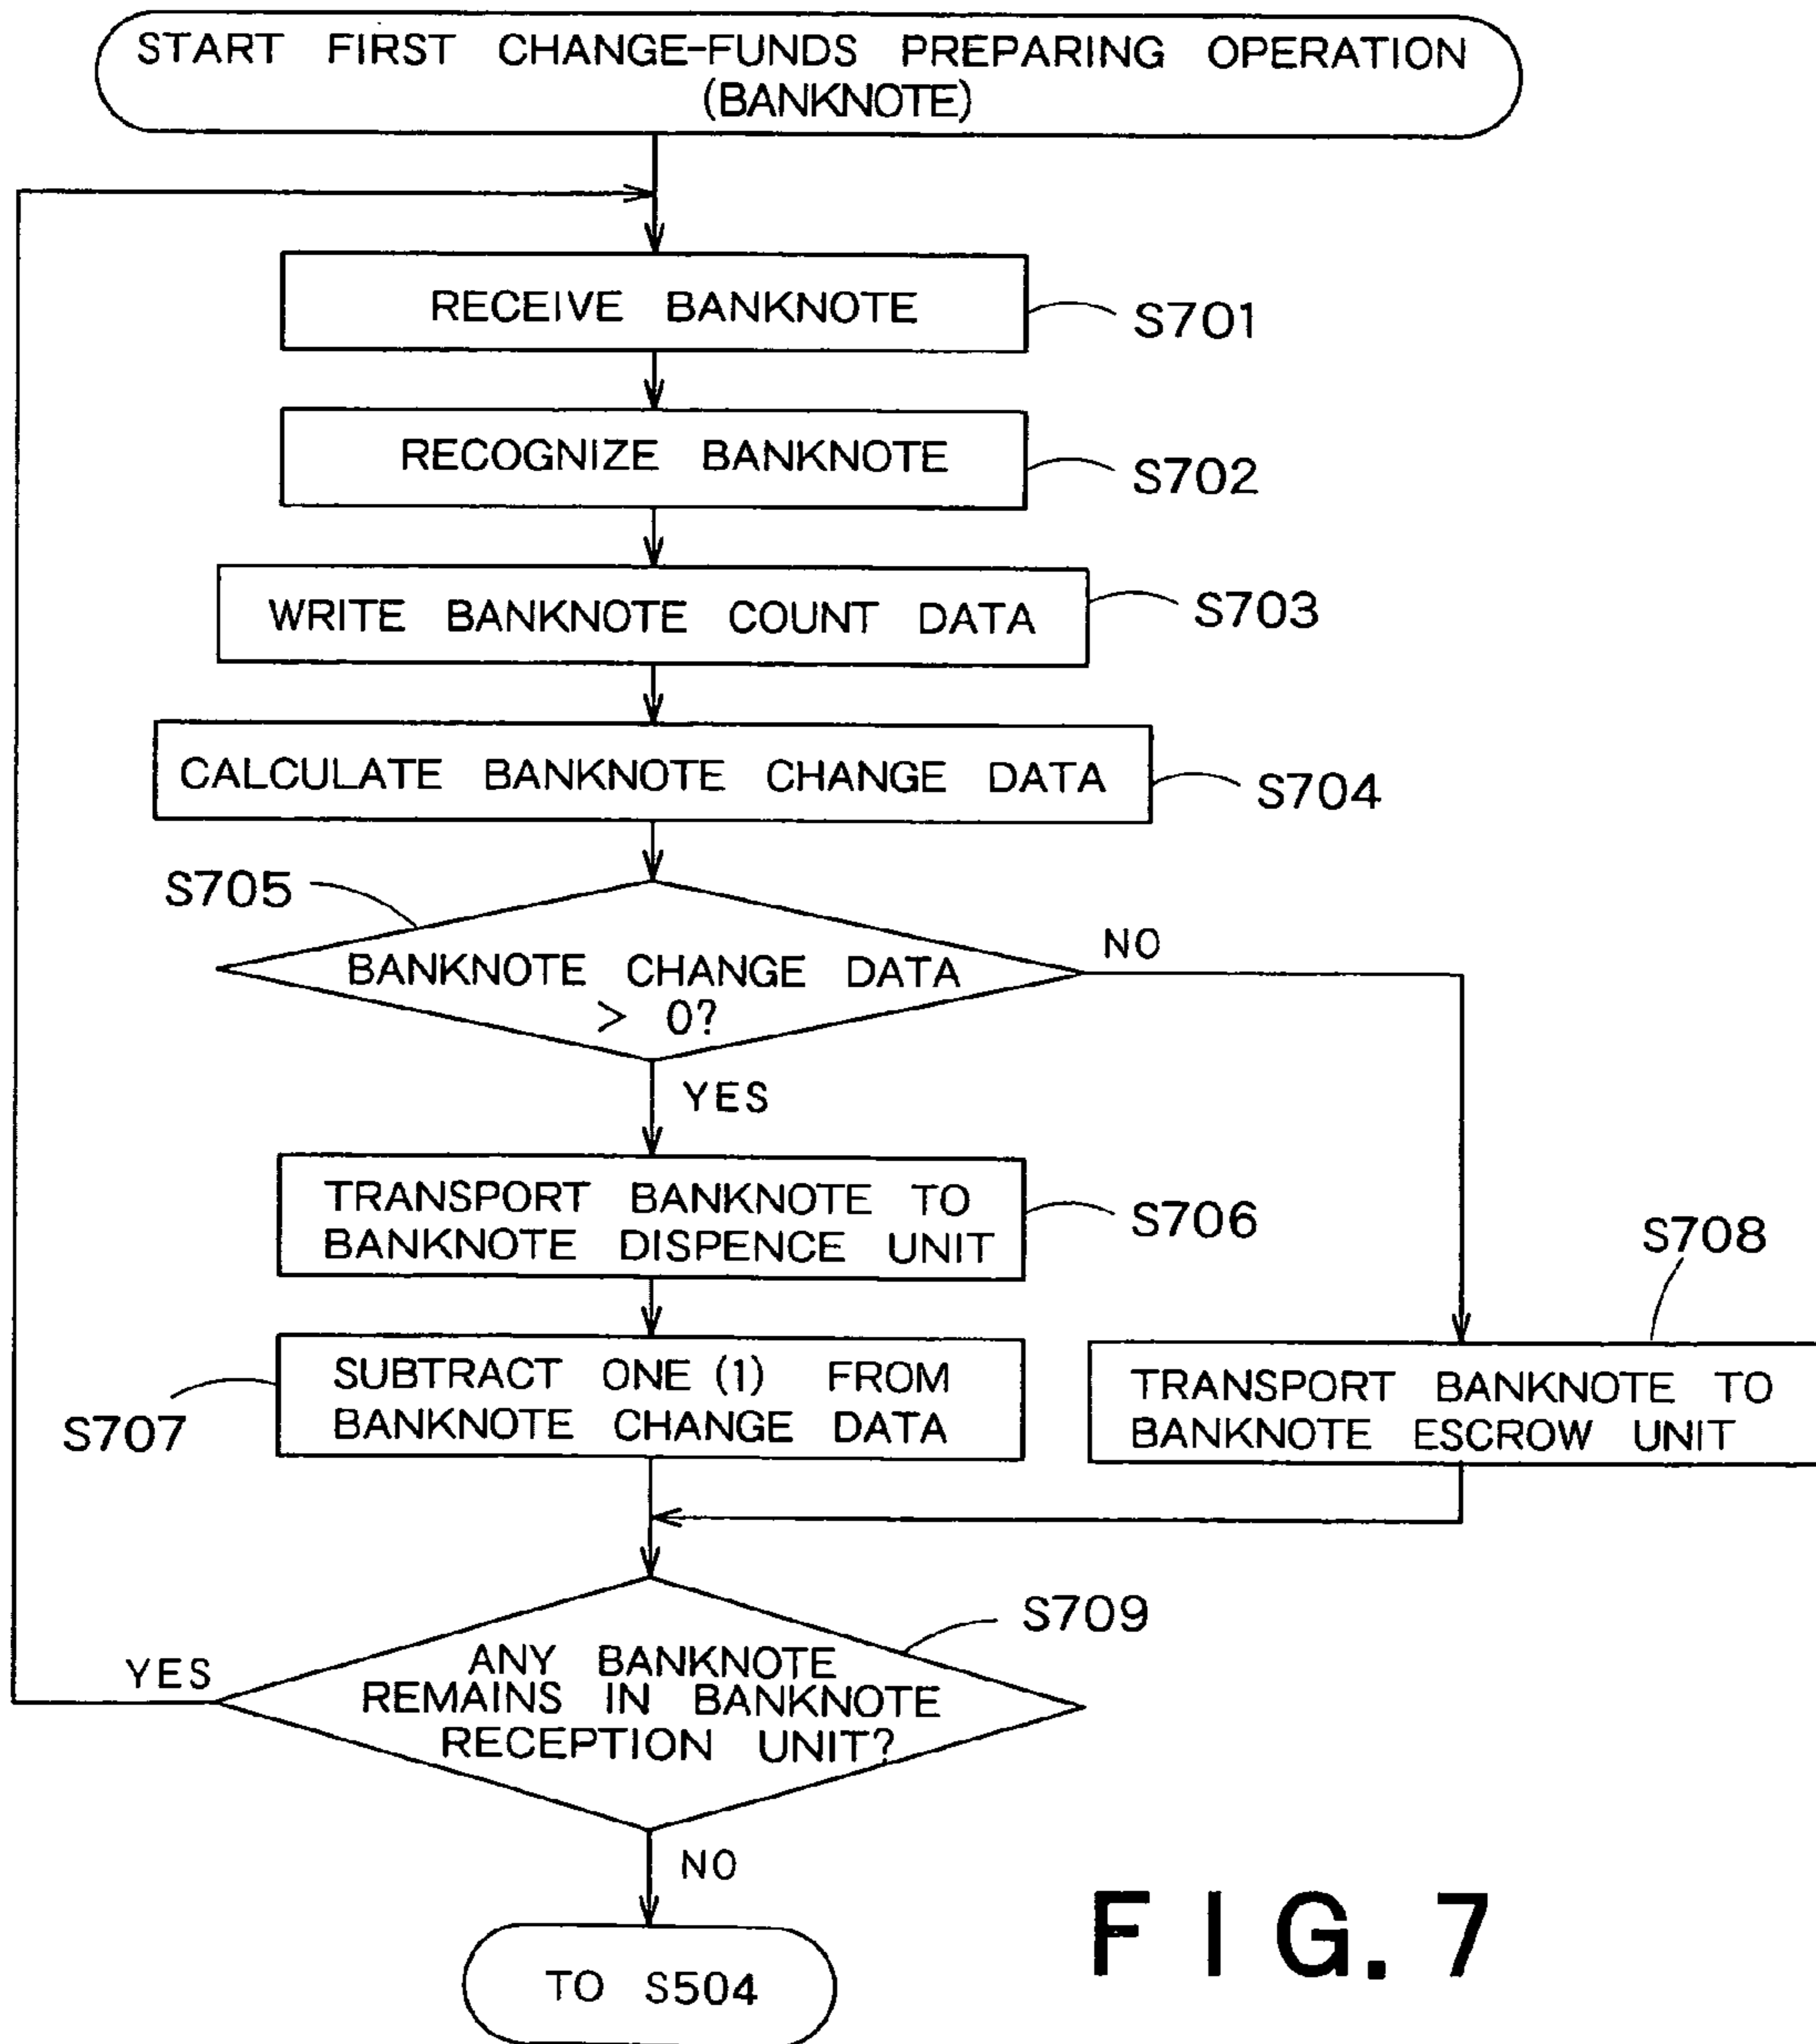 START FIRST CHANGE-FUNDS PREPARING OPERATION
(BANKNOTE)
RECEIVE BANKNOTE
S701
RECOGNIZE BANKNOTE
S702
WRITE BANKNOTE COUNT DATA
S703
CALCULATE BANKNOTE CHANGE DATA
S704
S705
BANKNOTE CHANGE DATA
> 0?
NO
YES
TRANSPORT BANKNOTE TO
BANKNOTE DISPENCE UNIT
S706
S708
SUBTRACT ONE (1) FROM
BANKNOTE CHANGE DATA
S707
TRANSPORT BANKNOTE TO
BANKNOTE ESCROW UNIT
S709
ANY BANKNOTE
REMAINS IN BANKNOTE
RECEPTION UNIT?
YES
NO
TO S504
FIG. 7